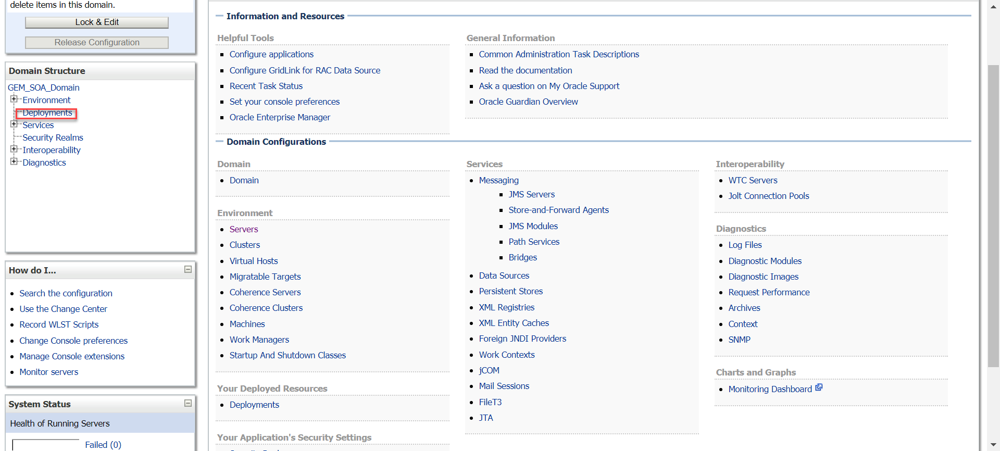 delete items in this domain.
Lock & Edit
Release Configuration
Domain Structure
GEM_SOA_Domain
Environment
Deployments
Services
Security Realms
Interoperability
Diagnostics
How do I...
Search the configuration
Use the Change Center
Record WLST Scripts
Change Console preferences
Manage Console extensions
Monitor servers
System Status
Health of Running Servers
Failed (0)
Information and Resources
Helpful Tools
Configure applications
Configure GridLink for RAC Data Source
Recent Task Status
Set your console preferences
Oracle Enterprise Manager
General Information
Common Administration Task Descriptions
Read the documentation
Ask a question on My Oracle Support
Oracle Guardian Overview
Domain Configurations
Domain
Domain
Environment
Servers
Clusters
Virtual Hosts
Migratable Targets
Coherence Servers
Coherence Clusters
Machines
Work Managers
Startup And Shutdown Classes
Your Deployed Resources
Deployments
Your Application's Security Settings
Services
Messaging
JMS Servers
Store-and-Forward Agents
JMS Modules
Path Services
Bridges
Data Sources
Persistent Stores
XML Registries
XML Entity Caches
Foreign JNDI Providers
Work Contexts
jCOM
Mail Sessions
FileT3
JTA
Interoperability
WTC Servers
Jolt Connection Pools
Diagnostics
Log Files
Diagnostic Modules
Diagnostic Images
Request Performance
Archives
Context
SNMP
Charts and Graphs
Monitoring Dashboard